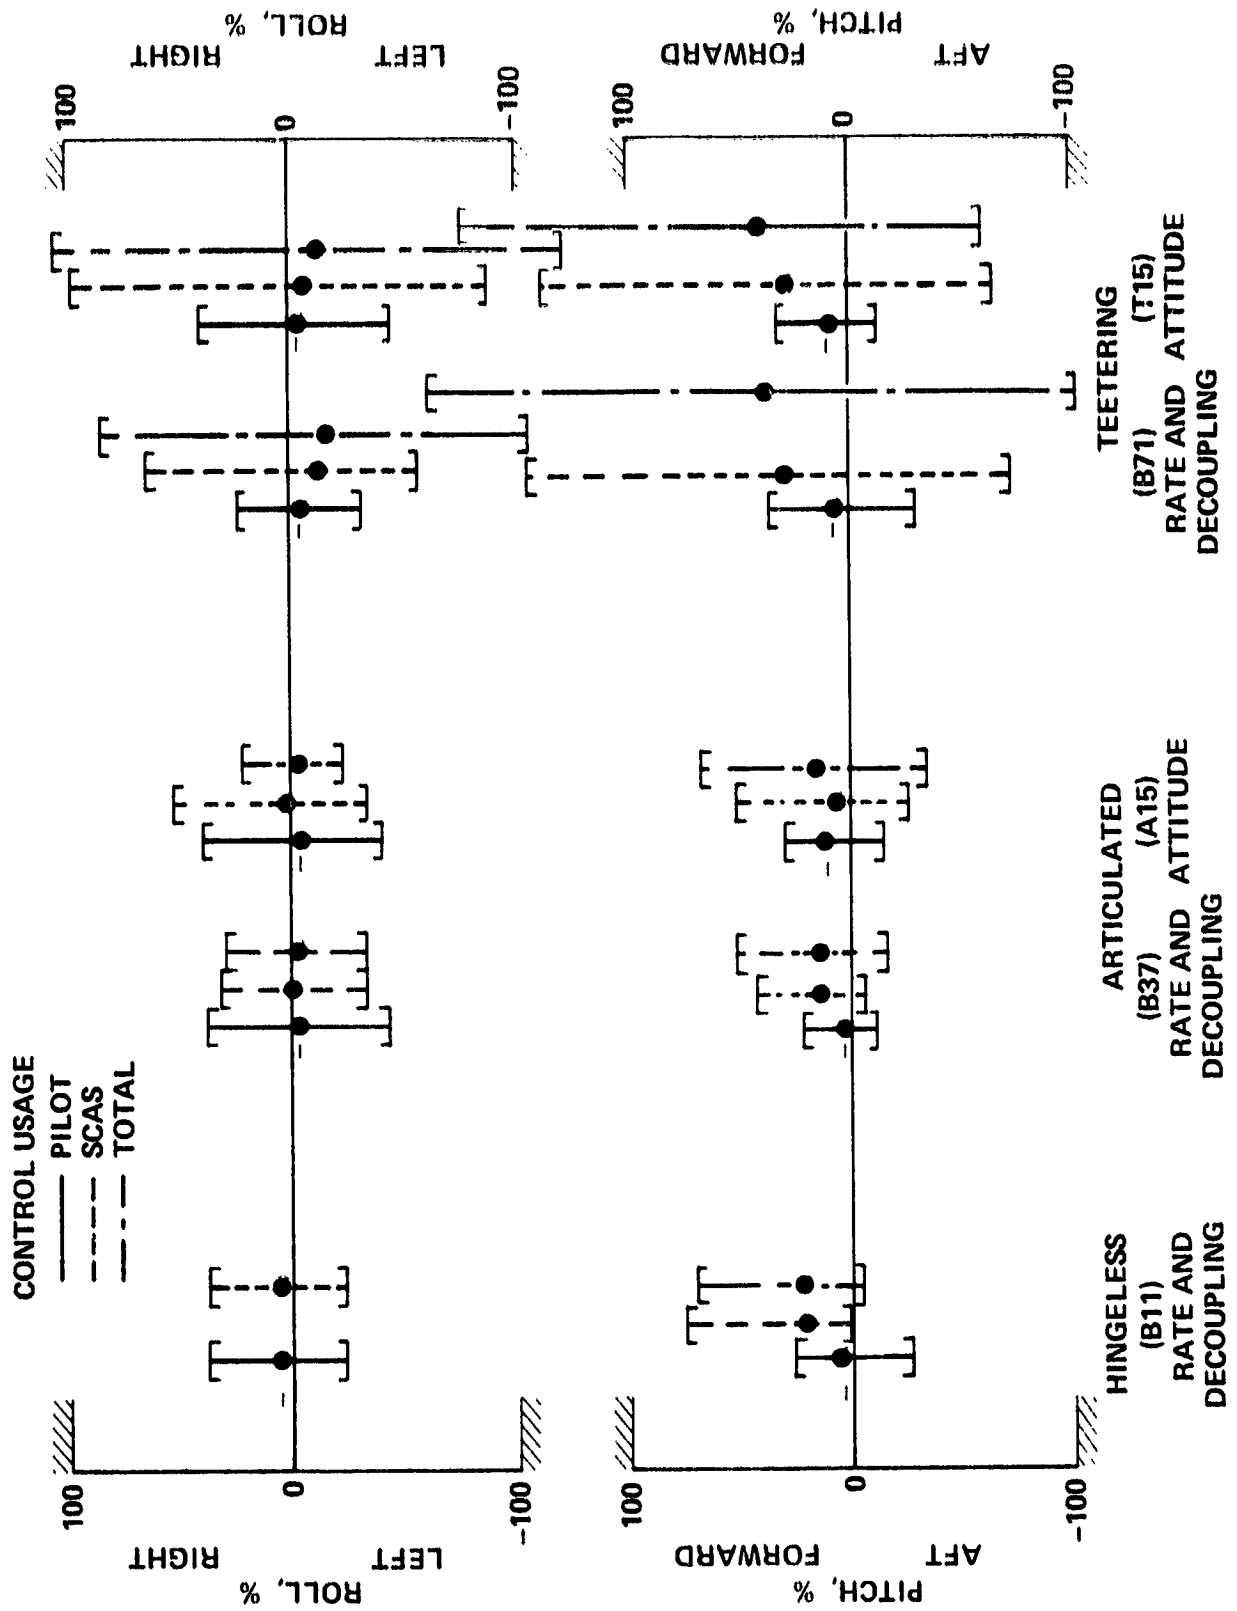 CONTROL USAGE
PILOT
SCAS
TOTAL
ROLL, %
LEFT
RIGHT
100
0
-100
ROLL, %
LEFT
RIGHT
100
0
-100
PITCH, %
AFT
FORWARD
100
0
-100
PITCH, %
AFT
FORWARD
100
0
-100
HINGELESS
(B11)
RATE AND
DECOUPLING
ARTICULATED
(B37) (A15)
RATE AND ATTITUDE
DECOUPLING
TEETERING
(B71) (T15)
RATE AND ATTITUDE
DECOUPLING